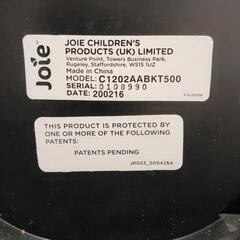 Joie
JOIE CHILDREN'S
PRODUCTS (UK) LIMITED
Venture Point, Towers Business Park,
Rugeley, Staffordshire, WS15 1UZ
Made in China
MODEL: C1202AABKT500
SERIAL: 0108990
DATE: 200216
THIS PRODUCT IS PROTECTED BY
ONE OR MORE OF THE FOLLOWING
PATENTS:
PATENTS PENDING
JK023_S0942$A